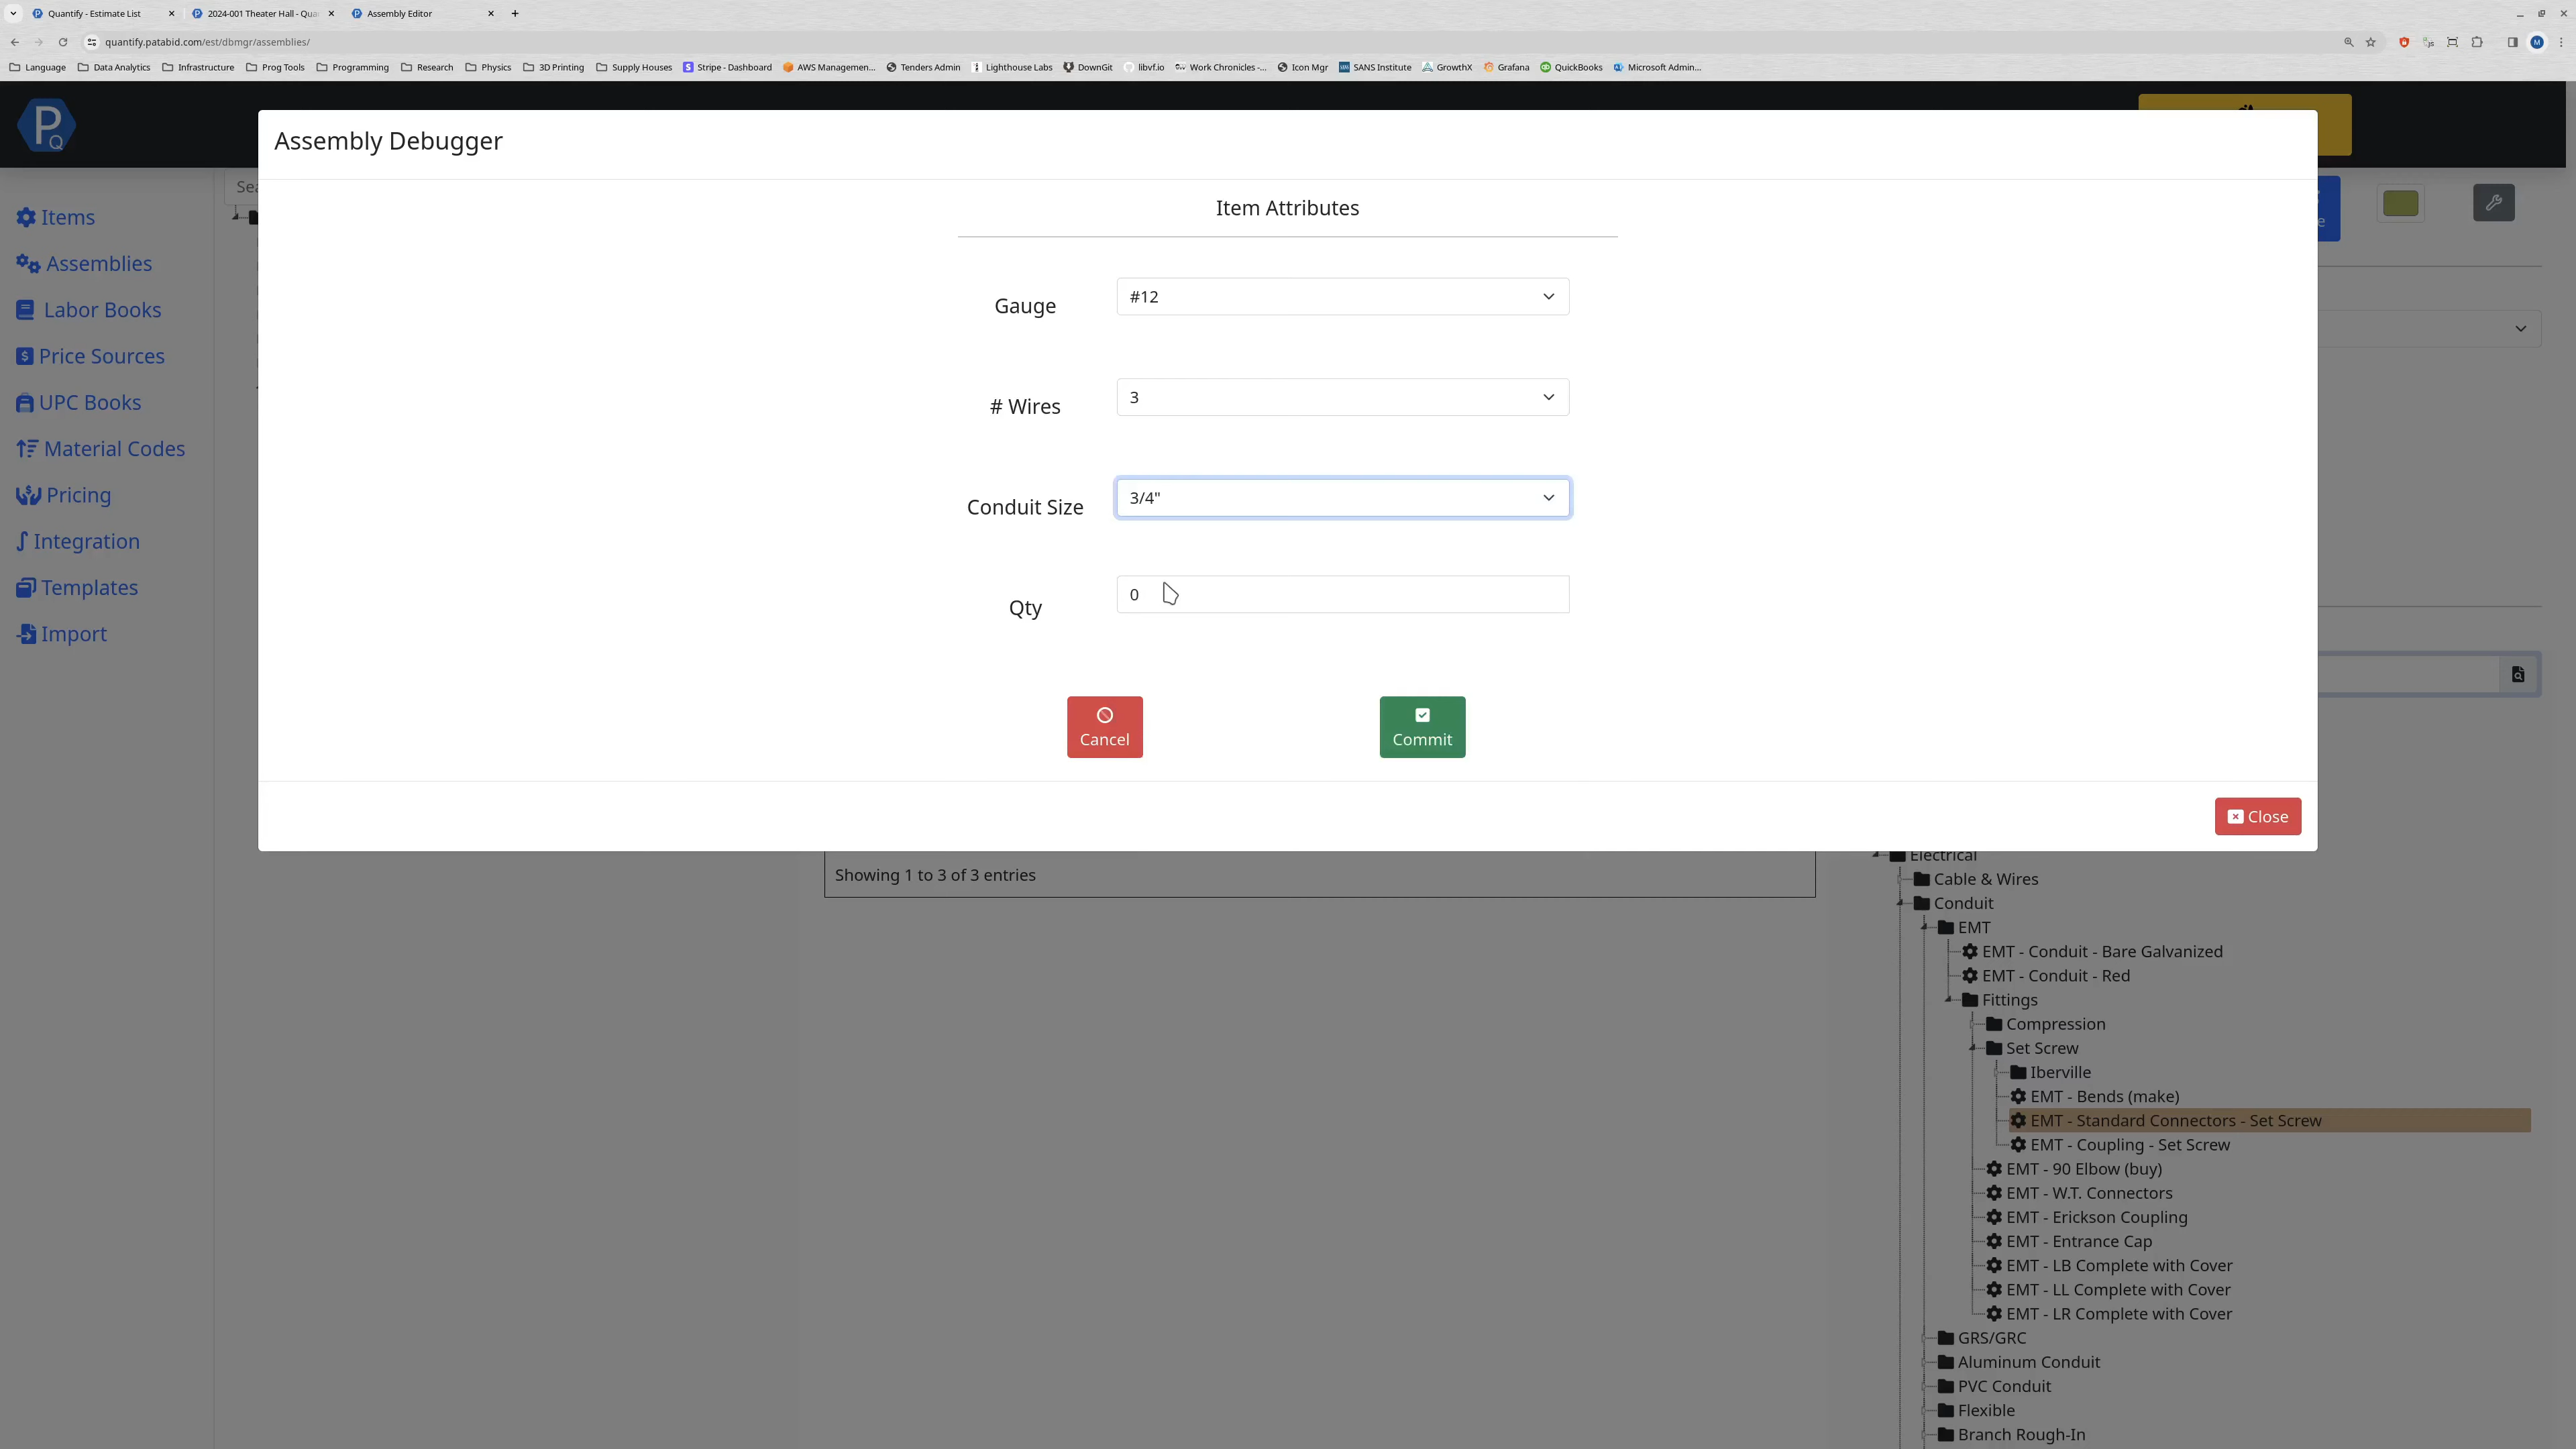 Quantify - Estimate List
2024-001 Theater Hall - Qua
Assembly Editor
quantify.patabid.com/est/dbmgr/assemblies/
Language
Data Analytics
Infrastructure
Prog Tools
Programming
Research
Physics
3D Printing
Supply Houses
Stripe - Dashboard
AWS Managemen...
Tenders Admin
Lighthouse Labs
DownGit
libvf.io
Work Chronicles -...
Icon Mgr
SANS Institute
GrowthX
Grafana
QuickBooks
Microsoft Admin...
Items
Assemblies
Labor Books
Price Sources
UPC Books
Material Codes
Pricing
Integration
Templates
Import
Sea
Assembly Debugger
Item Attributes
Gauge
#12
# Wires
3
Conduit Size
3/4"
Qty
0
Cancel
Commit
Close
Showing 1 to 3 of 3 entries
Electrical
Cable & Wires
Conduit
EMT
EMT - Conduit - Bare Galvanized
EMT - Conduit - Red
Fittings
Compression
Set Screw
Iberville
EMT - Bends (make)
EMT - Standard Connectors - Set Screw
EMT - Coupling - Set Screw
EMT - 90 Elbow (buy)
EMT - W.T. Connectors
EMT - Erickson Coupling
EMT - Entrance Cap
EMT - LB Complete with Cover
EMT - LL Complete with Cover
EMT - LR Complete with Cover
GRS/GRC
Aluminum Conduit
PVC Conduit
Flexible
Branch Rough-In